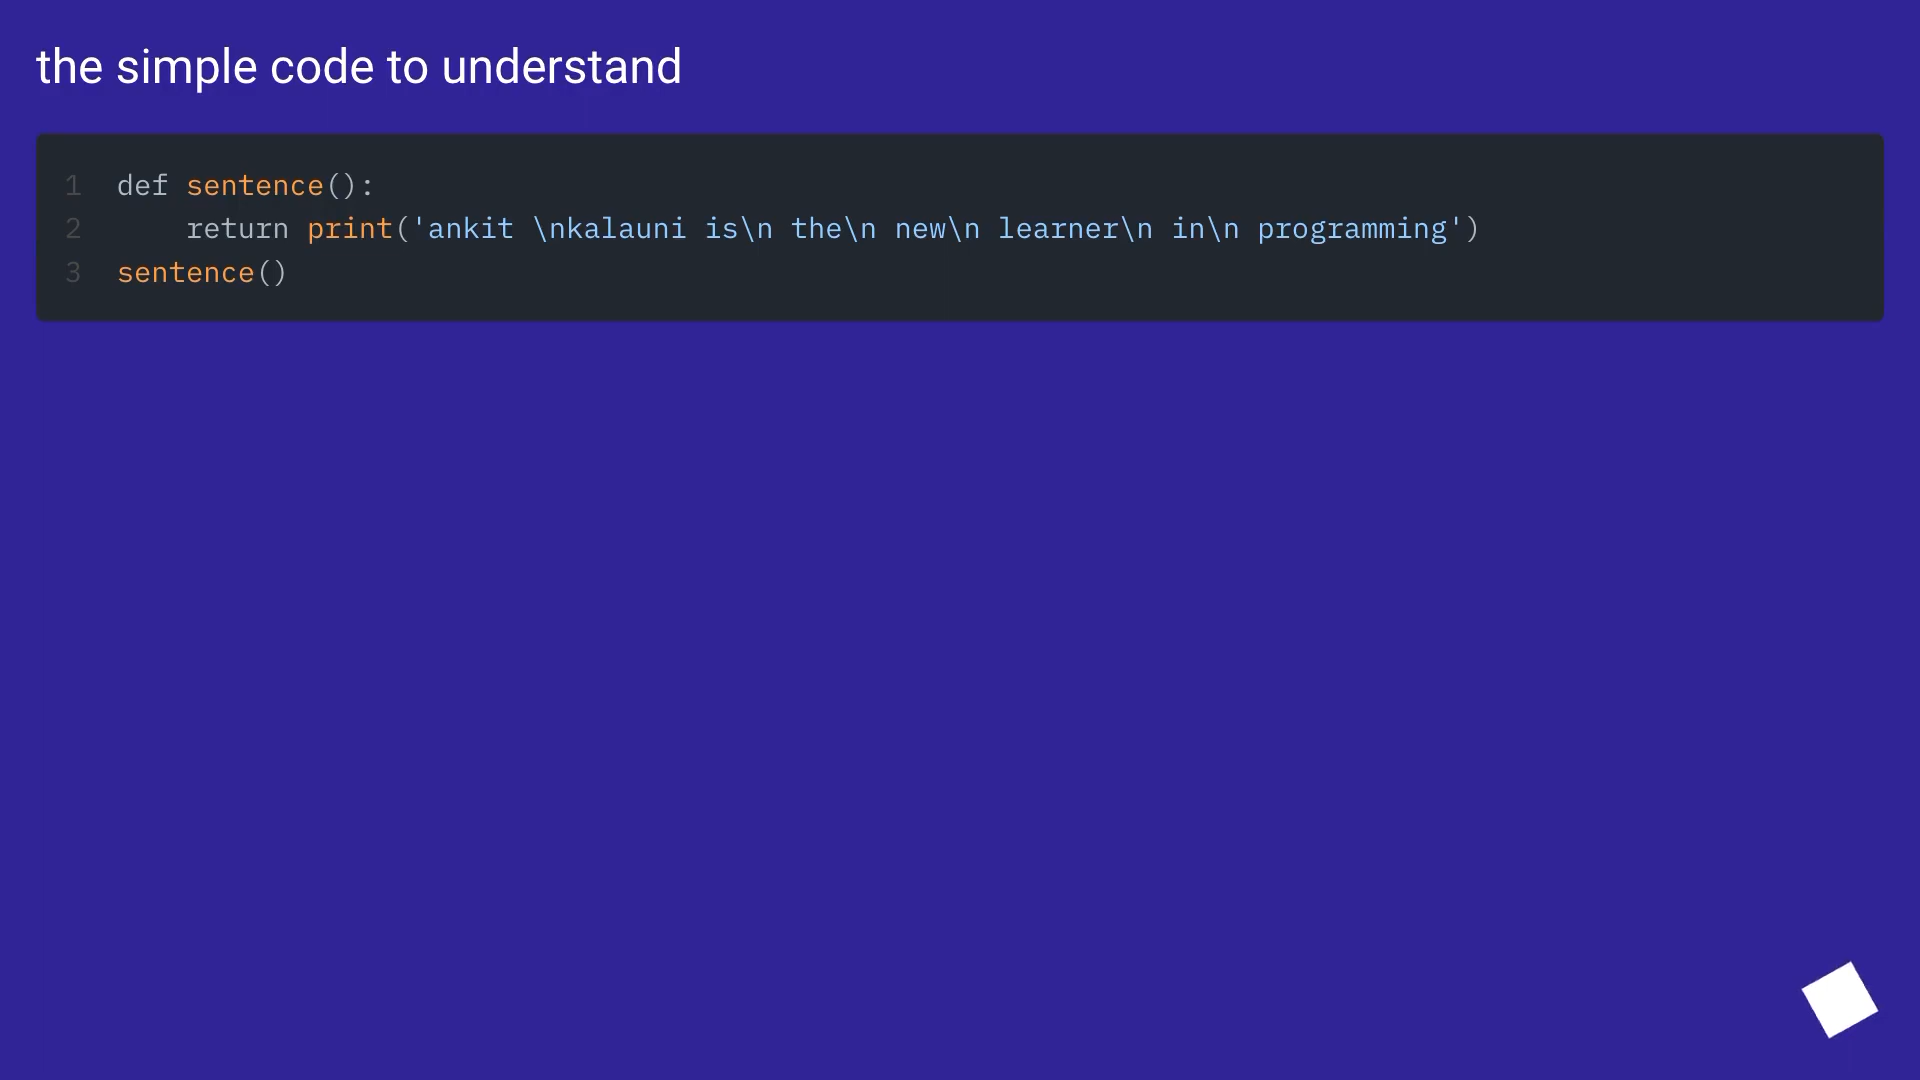 the simple code to understand
1 def sentence():
2     return print('ankit \nkalauni is\n the\n new\n learner\n in\n programming')
3 sentence()